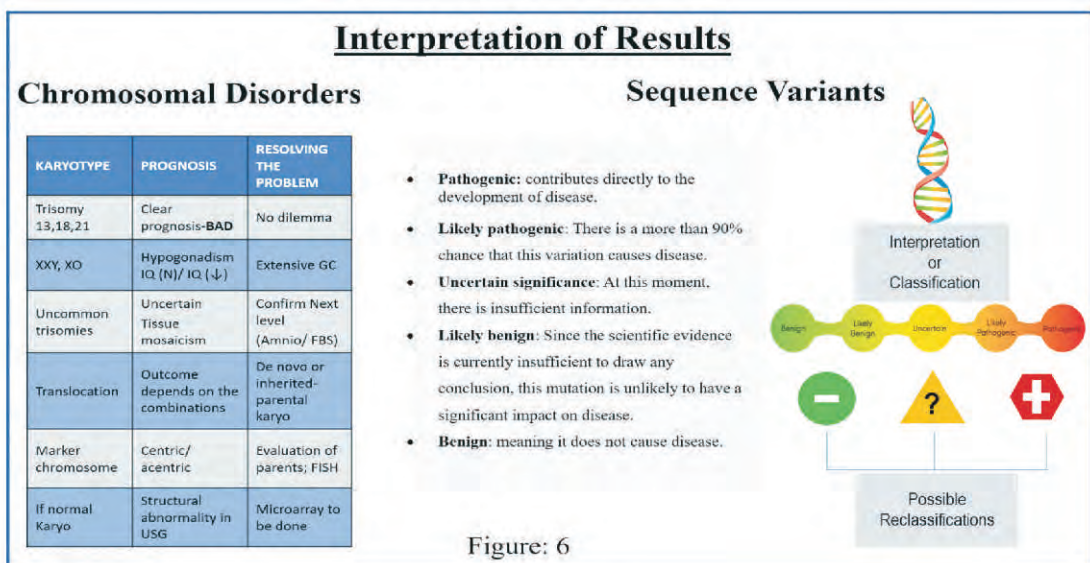 Interpretation of Results
Chromosomal Disorders
KARYOTYPE
PROGNOSIS
RESOLVING
THE
PROBLEM
Trisomy
13,18,21
Clear
prognosis-BAD
No dilemma
XXY, XO
Hypogonadism
IQ (N)/ IQ (↓)
Extensive GC
Uncommon
trisomies
Uncertain
Tissue
mosaicism
Confirm Next
level
(Amnio/ FBS)
Translocation
Outcome
depends on the
combinations
De novo or
inherited-
parental
karyo
Marker
chromosome
Centric/
acentric
Evaluation of
parents; FISH
If normal
Karyo
Structural
abnormality in
USG
Microarray to
be done
Sequence Variants
• Pathogenic: contributes directly to the
development of disease.
• Likely pathogenic: There is a more than 90%
chance that this variation causes disease.
• Uncertain significance: At this moment,
there is insufficient information.
• Likely benign: Since the scientific evidence
is currently insufficient to draw any
conclusion, this mutation is unlikely to have a
significant impact on disease.
• Benign: meaning it does not cause disease.
Interpretation
or
Classification
Benign
Likely
Benign
Uncertain
Likely
Pathogenic
Pathogenic
?
Possible
Reclassifications
Figure: 6